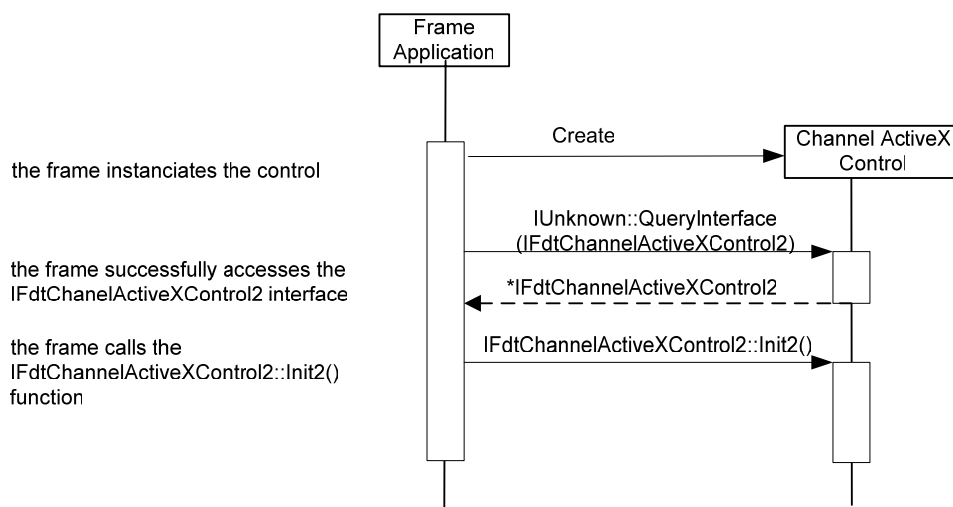 Frame
Application
Create
Channel ActiveX
Control
the frame instanciates the control
IUnknown::QueryInterface
(IFdtChannelActiveXControl2)
the frame successfully accesses the
IFdtChanelActiveXControl2 interface
*IFdtChannelActiveXControl2
the frame calls the
IFdtChannelActiveXControl2::Init2()
function
IFdtChannelActiveXControl2::Init2()